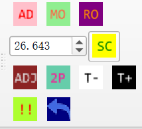 AD MO RO
26.643 SC
ADJ 2P T- T+
!!